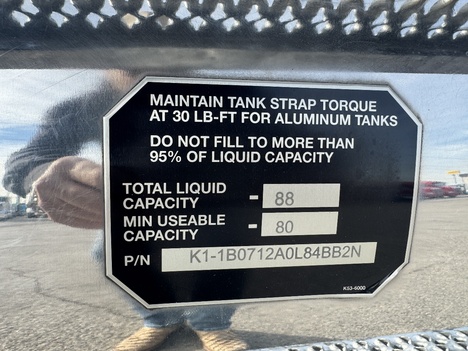 MAINTAIN TANK STRAP TORQUE
AT 30 LB-FT FOR ALUMINUM TANKS
DO NOT FILL TO MORE THAN
95% OF LIQUID CAPACITY
TOTAL LIQUID
CAPACITY - 88
MIN USEABLE
CAPACITY - 80
P/N K1-1B0712A0L84BB2N
K53-6000